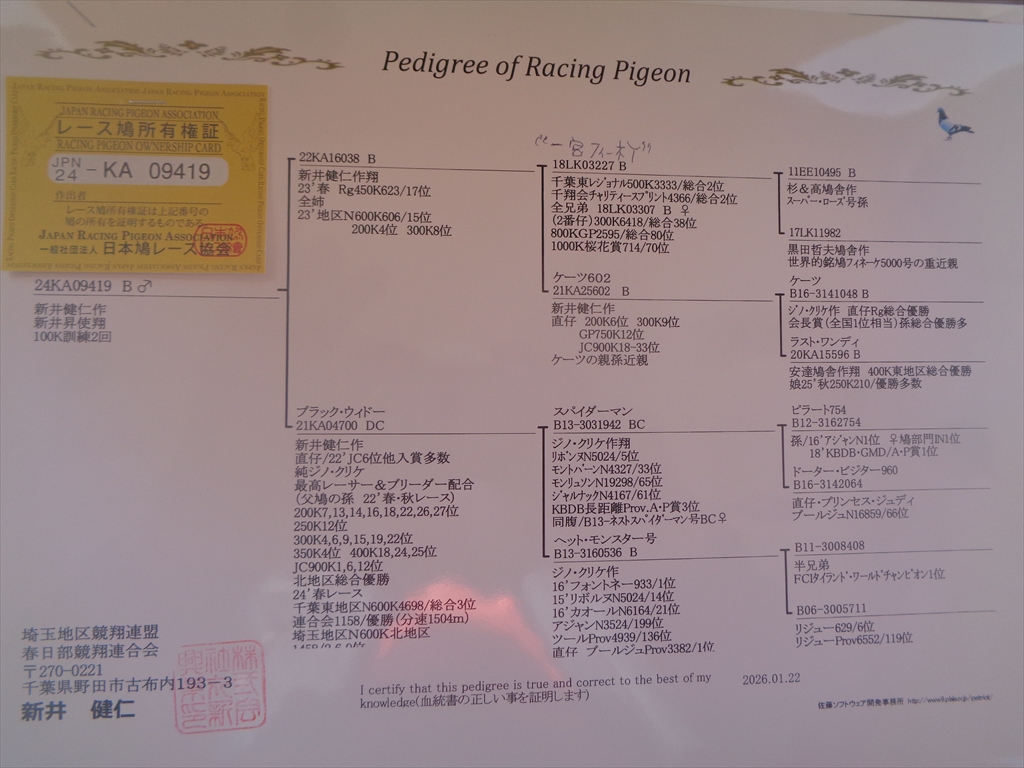 Pedigree of Racing Pigeon
JAPAN RACING PIGEON ASSOCIATION
レース鳩所有権証
RACING PIGEON OWNERSHIP CARD
JPN 24 - KA 09419
作出者
レース鳩所有権証は上記番号の
鳩の所有を証明するものである
JAPAN RACING PIGEON ASSOCIATION
一般社団法人 日本鳩レース協会
24KA09419 B♂
新井健仁作
新井昇使翔
100K訓練2回
22KA16038 B
新井健仁作翔
23'春 Rg450K623/17位
全姉
23'地区N600K606/15位
200K4位 300K8位
ブラック・ウィドー
21KA04700 DC
新井健仁作
直仔/22'JC6位他入賞多数
純ジノ・クリケ
最高レーサー&ブリーダー配合
(父鳩の孫 22'春・秋レース)
200K7,13,14,16,18,22,26,27位
250K12位
300K4,6,9,15,19,22位
350K4位 400K18,24,25位
JC900K1,6,12位
北地区総合優勝
24'春レース
千葉東地区N600K4698/総合3位
連合会1158/優勝(分速1504m)
埼玉地区N600K北地区
18LK03227 B
千葉東レジョナル500K3333/総合2位
千翔会チャリティースプリント4366/総合2位
全兄弟 18LK03307 B ♀
(2番仔)300K6418/総合38位
800KGP2595/総合80位
1000K桜花賞714/70位
ケーツ602
21KA25602 B
新井健仁作
直仔 200K6位 300K9位
GP750K12位
JC900K18-33位
ケーツの親孫近親
スパイダーマン
B13-3031942 BC
ジノ・クリケ作翔
リボンヌN5024/5位
モントバーンN4327/33位
モンリュソンN19298/65位
ジャルナックN4167/61位
KBDB長距離Prov.A・P賞3位
同腹/B13-ネストスパイダーマン号BC♀
ヘット・モンスター号
B13-3160536 B
ジノ・クリケ作
16'フォントネー933/1位
15'リボルヌN5024/14位
16'カオールN6164/21位
アジャンN3524/199位
ツールProv4939/136位
直仔 ブールジュProv3382/1位
11EE10495 B
杉&高鳩舎作
スーパー・ローズ号孫
17LK11982
黒田哲夫鳩舎作
世界的銘鳩フィネーケ5000号の重近親
ケーツ
B16-3141048 B
ジノ・クリケ作 直仔Rg総合優勝
会長賞(全国1位相当)孫総合優勝多
ラスト・ワンディ
20KA15596 B
安達鳩舎作翔 400K東地区総合優勝
娘25'秋250K210/優勝多数
ピラート754
B12-3162754
孫/16'アジャンN1位 ♀鳩部門IN1位
18'KBDB・GMD/A・P賞1位
ドーター・ビジター960
B16-3142064
直仔・プリンセス・ジュディ
ブールジュN16859/66位
B11-3008408
半兄弟
FCIタイランド・ワールドチャンピオン1位
B06-3005711
リジュー629/6位
リジューProv6552/119位
埼玉地区競翔連盟
春日部競翔連合会
〒270-0221
千葉県野田市古布内193-3
新井 健仁
I certify that this pedigree is true and correct to the best of my
knowledge(血統書の正しい事を証明します)
2026.01.22
佐藤ソフトウェア開発事務所